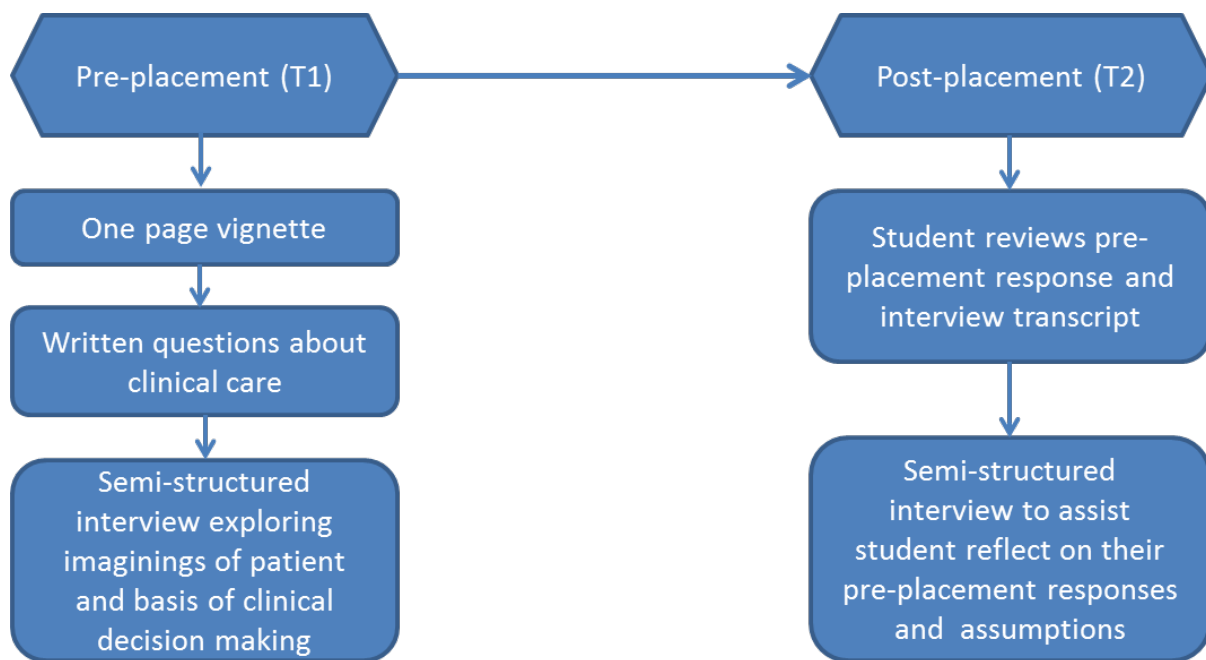 Pre-placement (T1)
One page vignette
Written questions about
clinical care
Semi-structured
interview exploring
imaginings of patient
and basis of clinical
decision making
Post-placement (T2)
Student reviews pre-
placement response and
interview transcript
Semi-structured
interview to assist
student reflect on their
pre-placement responses
and assumptions